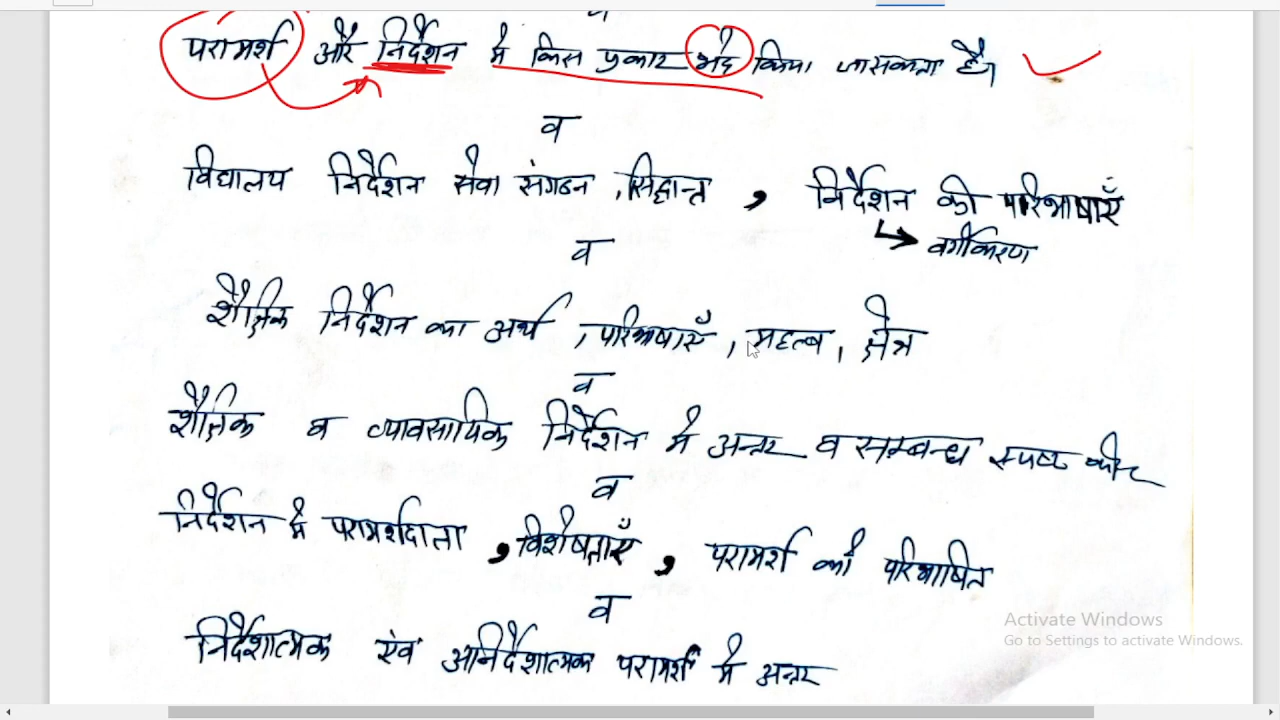 परामर्श और निर्देशन में किस प्रकार भेद किया जा सकता है।
व
विद्यालय निर्देशन सेवा संगठन, सिद्धान्त, निर्देशन की परिभाषाएँ
वर्गीकरण
व
शैक्षिक निर्देशन का अर्थ, परिभाषाएँ, महत्व, क्षेत्र
व
शैक्षिक व व्यावसायिक निर्देशन में अन्तर व सम्बन्ध स्पष्ट
व
निर्देशन में परामर्शदाता, विशेषताएँ, परामर्श को परिभाषित
व
निर्देशात्मक एंव अनिर्देशात्मक परामर्श में अन्तर
Activate Windows
Go to Settings to activate Windows.